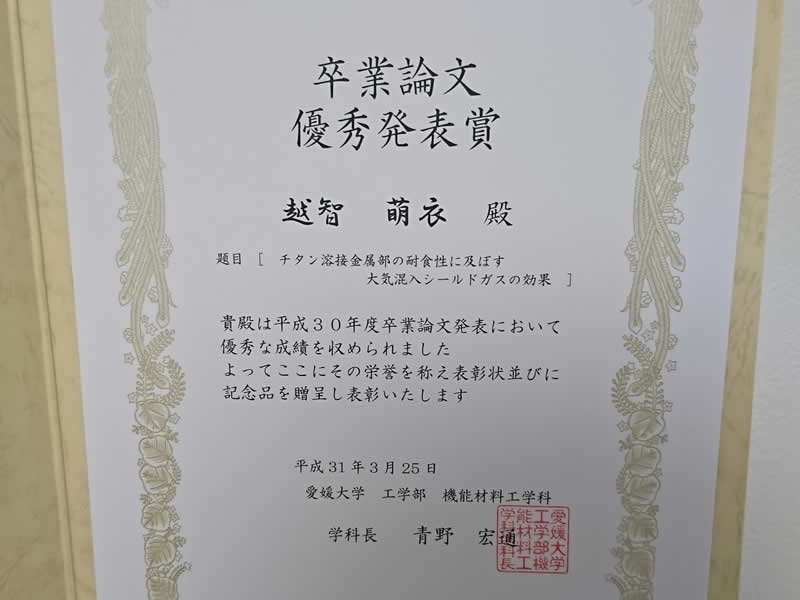 卒業論文
優秀発表賞
越智 萌衣 殿
題目 [ チタン溶接金属部の耐食性に及ぼす
大気混入シールドガスの効果 ]
貴殿は平成30年度卒業論文発表において
優秀な成績を収められました
よってここにその栄誉を称え表彰状並びに
記念品を贈呈し表彰いたします
平成31年3月25日
愛媛大学 工学部 機能材料工学科
学科長 青野 宏通
愛媛大学
工学部機
能材料工
学科学科長